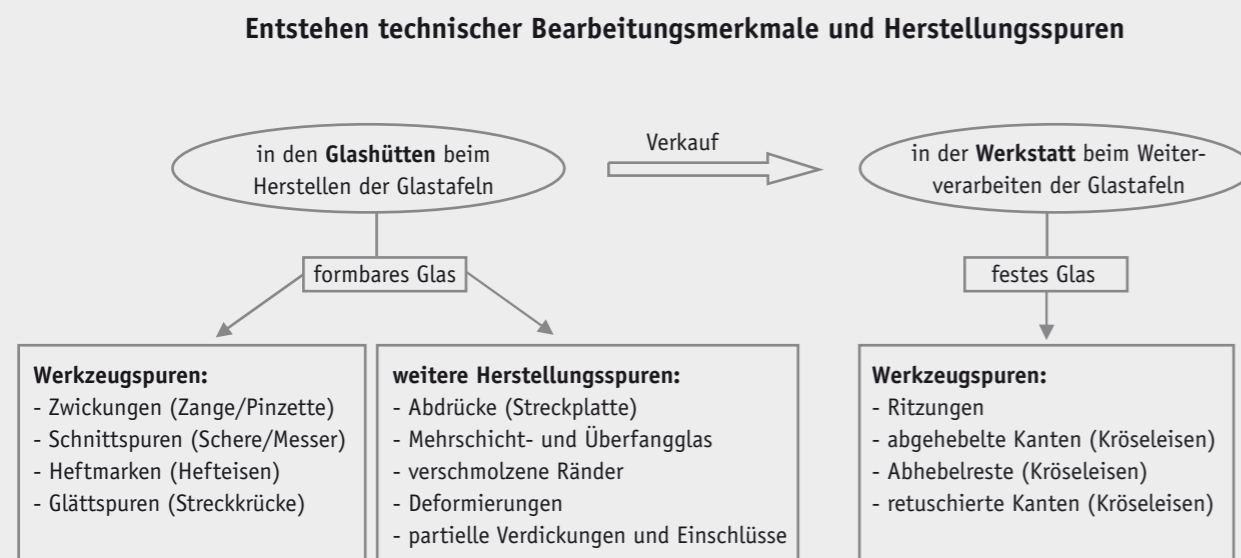 Entstehen technischer Bearbeitungsmerkmale und Herstellungsspuren
in den Glashütten beim
Herstellen der Glastafeln
Verkauf
in der Werkstatt beim Weiter-
verarbeiten der Glastafeln
formbares Glas
festes Glas
Werkzeugspuren:
- Zwickungen (Zange/Pinzette)
- Schnittspuren (Schere/Messer)
- Heftmarken (Hefteisen)
- Glättspuren (Streckkrücke)
weitere Herstellungsspuren:
- Abdrücke (Streckplatte)
- Mehrschicht- und Überfangglas
- verschmolzene Ränder
- Deformierungen
- partielle Verdickungen und Einschlüsse
Werkzeugspuren:
- Ritzungen
- abgehebelte Kanten (Kröseleisen)
- Abhebelreste (Kröseleisen)
- retuschierte Kanten (Kröseleisen)